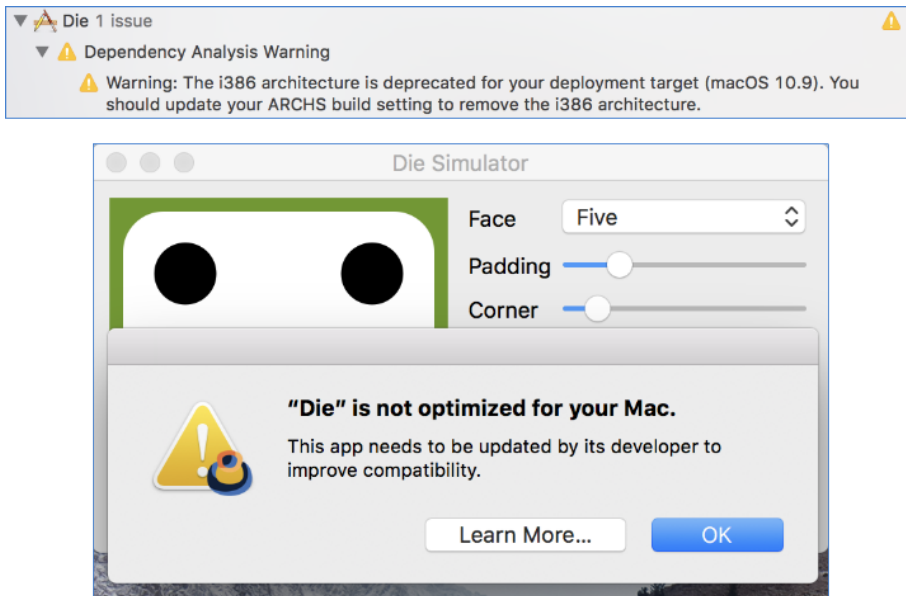 Die 1 issue
Dependency Analysis Warning
Warning: The i386 architecture is deprecated for your deployment target (macOS 10.9). You
should update your ARCHS build setting to remove the i386 architecture.
Die Simulator
Face Five
Padding
Corner
“Die” is not optimized for your Mac.
This app needs to be updated by its developer to
improve compatibility.
Learn More... OK